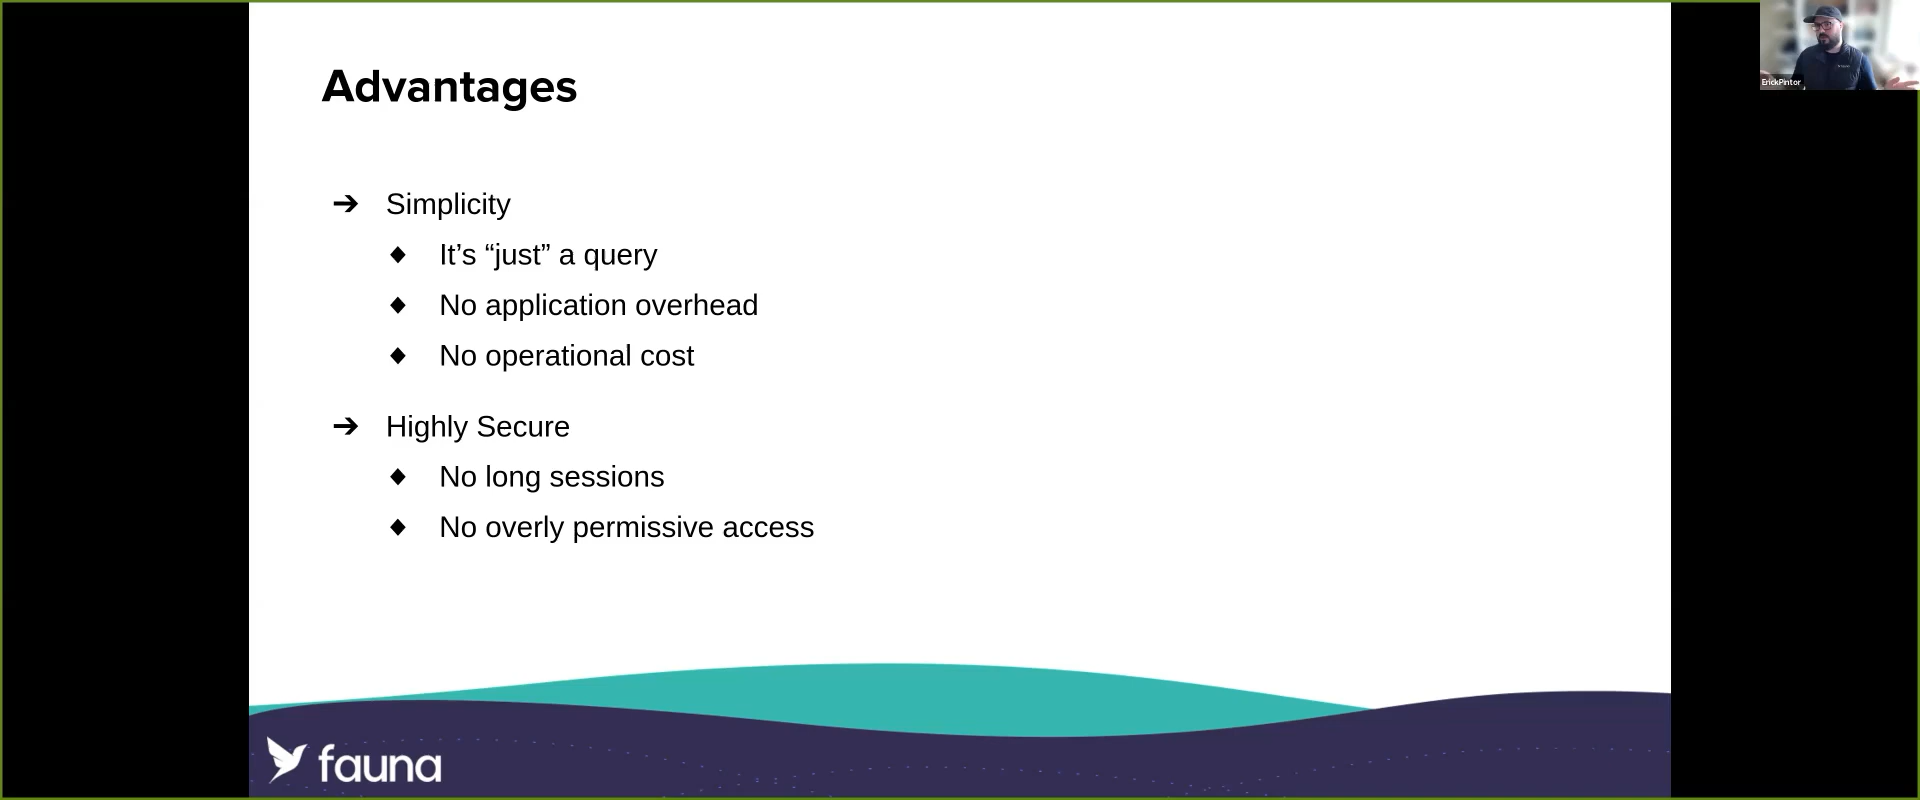 Advantages
➔ Simplicity
◆ It’s “just” a query
◆ No application overhead
◆ No operational cost
➔ Highly Secure
◆ No long sessions
◆ No overly permissive access
fauna
ErickPintor